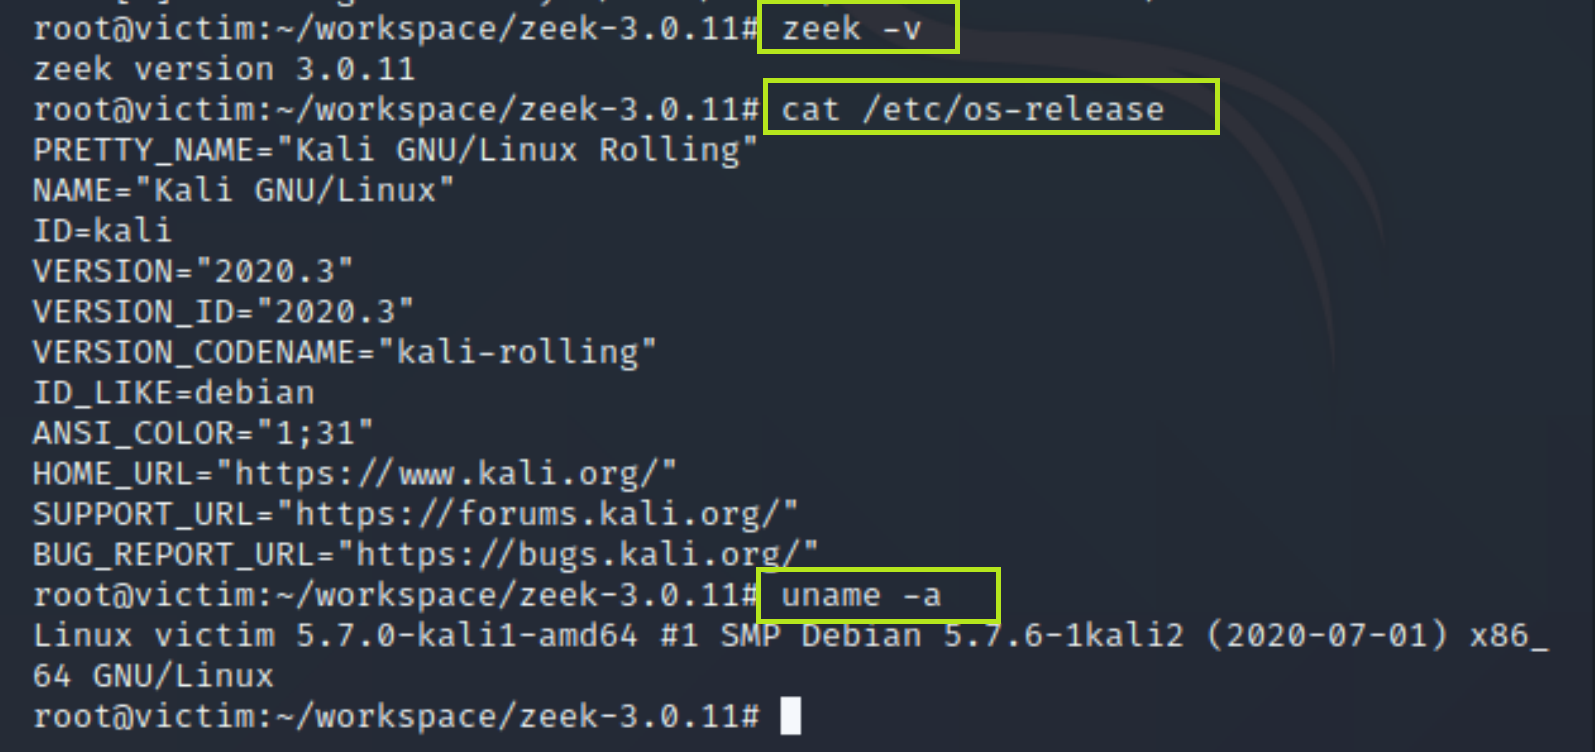 root@victim:~/workspace/zeek-3.0.11# zeek -v
zeek version 3.0.11
root@victim:~/workspace/zeek-3.0.11# cat /etc/os-release
PRETTY_NAME="Kali GNU/Linux Rolling"
NAME="Kali GNU/Linux"
ID=kali
VERSION="2020.3"
VERSION_ID="2020.3"
VERSION_CODENAME="kali-rolling"
ID_LIKE=debian
ANSI_COLOR="1;31"
HOME_URL="https://www.kali.org/"
SUPPORT_URL="https://forums.kali.org/"
BUG_REPORT_URL="https://bugs.kali.org/"
root@victim:~/workspace/zeek-3.0.11# uname -a
Linux victim 5.7.0-kali1-amd64 #1 SMP Debian 5.7.6-1kali2 (2020-07-01) x86_
64 GNU/Linux
root@victim:~/workspace/zeek-3.0.11#